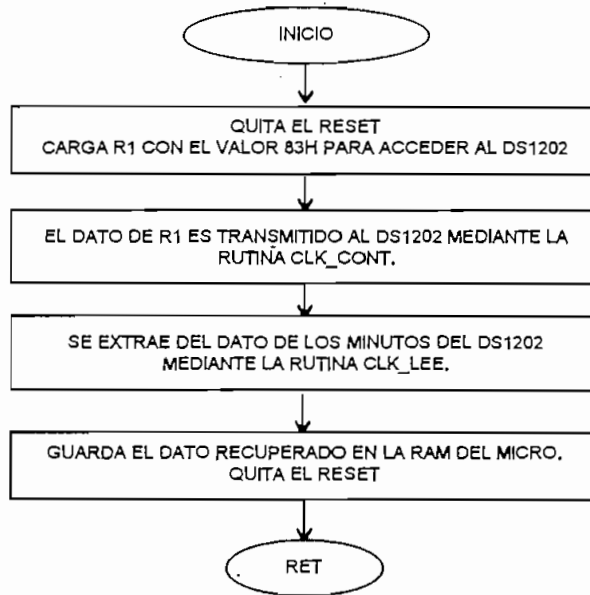 INICIO
QUITA EL RESET
CARGA R1 CON EL VALOR 83H PARA ACCEDER AL DS1202
EL DATO DE R1 ES TRANSMITIDO AL DS1202 MEDIANTE LA
RUTINA CLK_CONT.
SE EXTRAE DEL DATO DE LOS MINUTOS DEL DS1202
MEDIANTE LA RUTINA CLK_LEE.
GUARDA EL DATO RECUPERADO EN LA RAM DEL MICRO.
QUITA EL RESET
RET